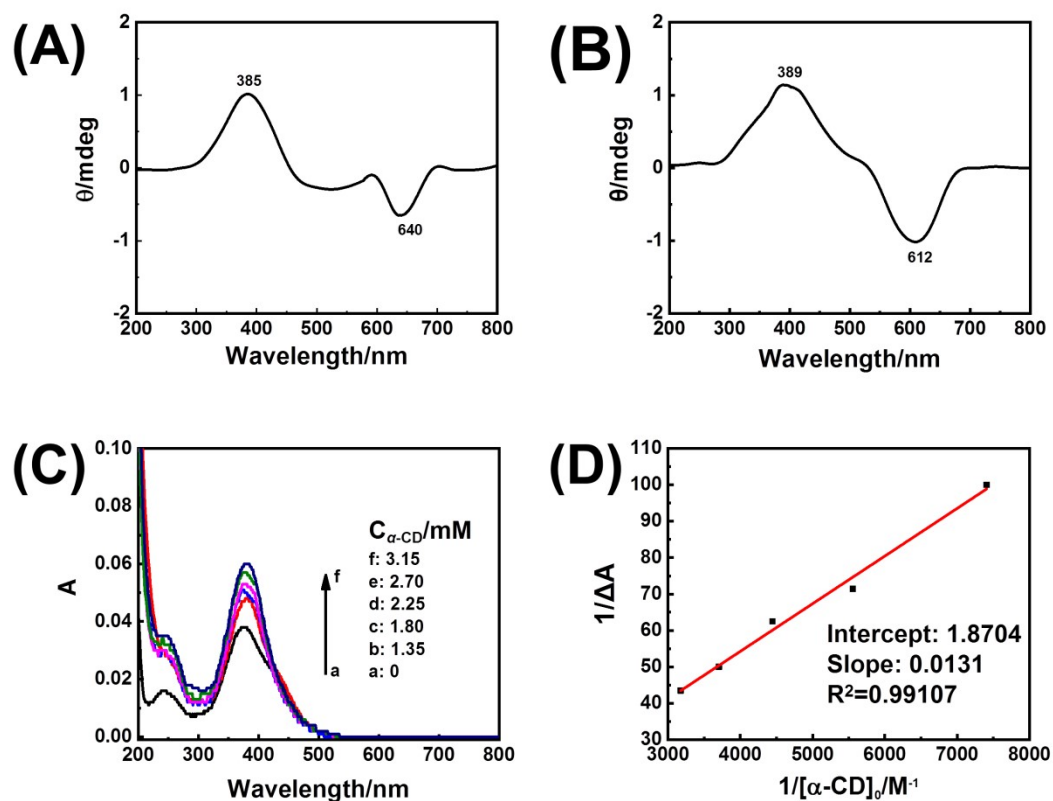 (A)
2
1
0
-1
-2
θ/mdeg
385
640
200 300 400 500 600 700 800
Wavelength/nm
(B)
2
1
0
-1
-2
θ/mdeg
389
612
200 300 400 500 600 700 800
Wavelength/nm
(C)
0.10
0.08
0.06
0.04
0.02
0.00
A
C α-CD/mM
f: 3.15
e: 2.70
d: 2.25
c: 1.80
b: 1.35
a: 0
f
a
200 300 400 500 600 700 800
Wavelength/nm
(D)
100
90
80
70
60
50
40
30
1/ΔA
Intercept: 1.8704
Slope: 0.0131
R²=0.99107
3000 4000 5000 6000 7000 8000
1/[α-CD]₀/M⁻¹